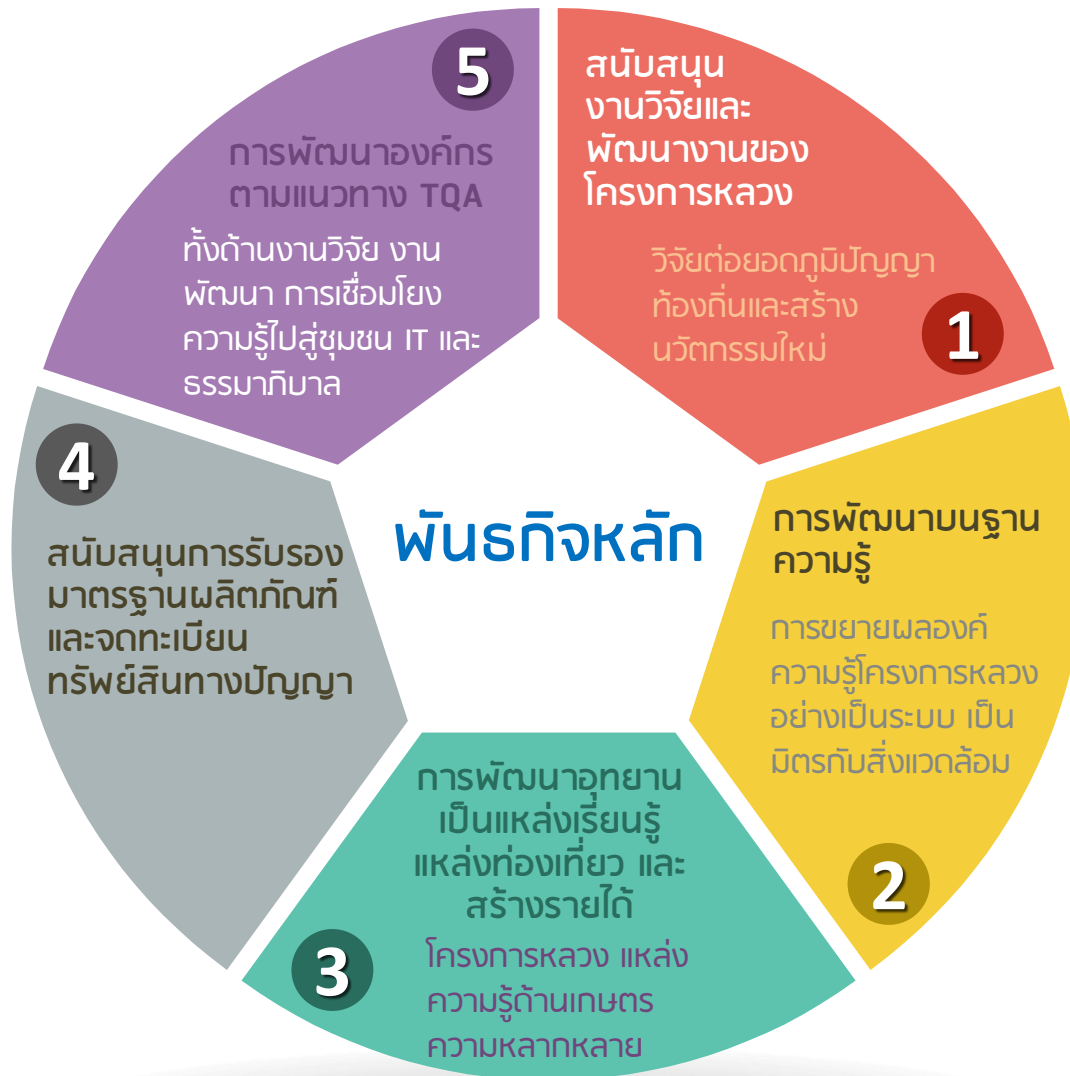 พันธกิจหลัก
1
สนับสนุน
งานวิจัยและ
พัฒนางานของ
โครงการหลวง
วิจัยต่อยอดภูมิปัญญา
ท้องถิ่นและสร้าง
นวัตกรรมใหม่
2
การพัฒนาบนฐาน
ความรู้
การขยายผลองค์
ความรู้โครงการหลวง
อย่างเป็นระบบ เป็น
มิตรกับสิ่งแวดล้อม
3
การพัฒนาอุทยาน
เป็นแหล่งเรียนรู้
แหล่งท่องเที่ยว และ
สร้างรายได้
โครงการหลวง แหล่ง
ความรู้ด้านเกษตร
ความหลากหลาย
4
สนับสนุนการรับรอง
มาตรฐานผลิตภัณฑ์
และจดทะเบียน
ทรัพย์สินทางปัญญา
5
การพัฒนาองค์กร
ตามแนวทาง TQA
ทั้งด้านงานวิจัย งาน
พัฒนา การเชื่อมโยง
ความรู้ไปสู่ชุมชน IT และ
ธรรมาภิบาล